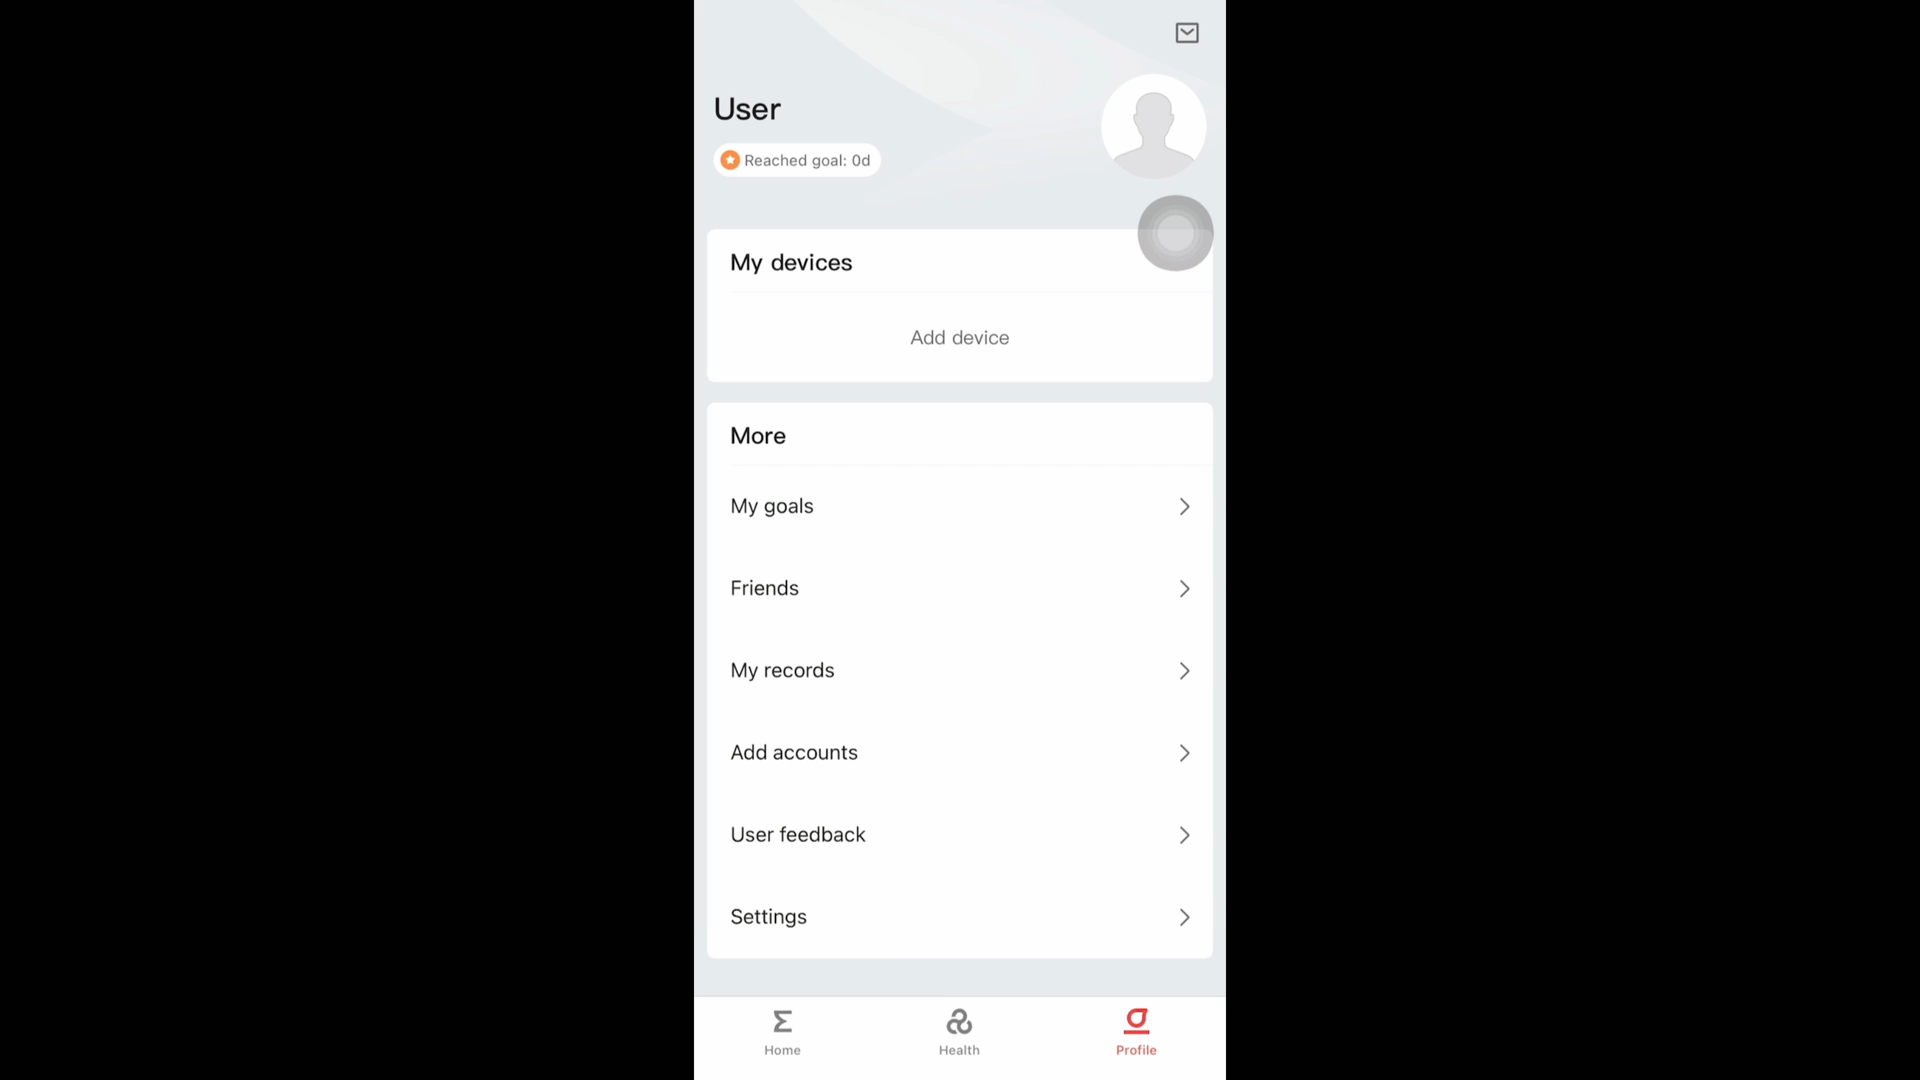 User
Reached goal: 0d
My devices
Add device
More
My goals
Friends
My records
Add accounts
User feedback
Settings
Home
Health
Profile